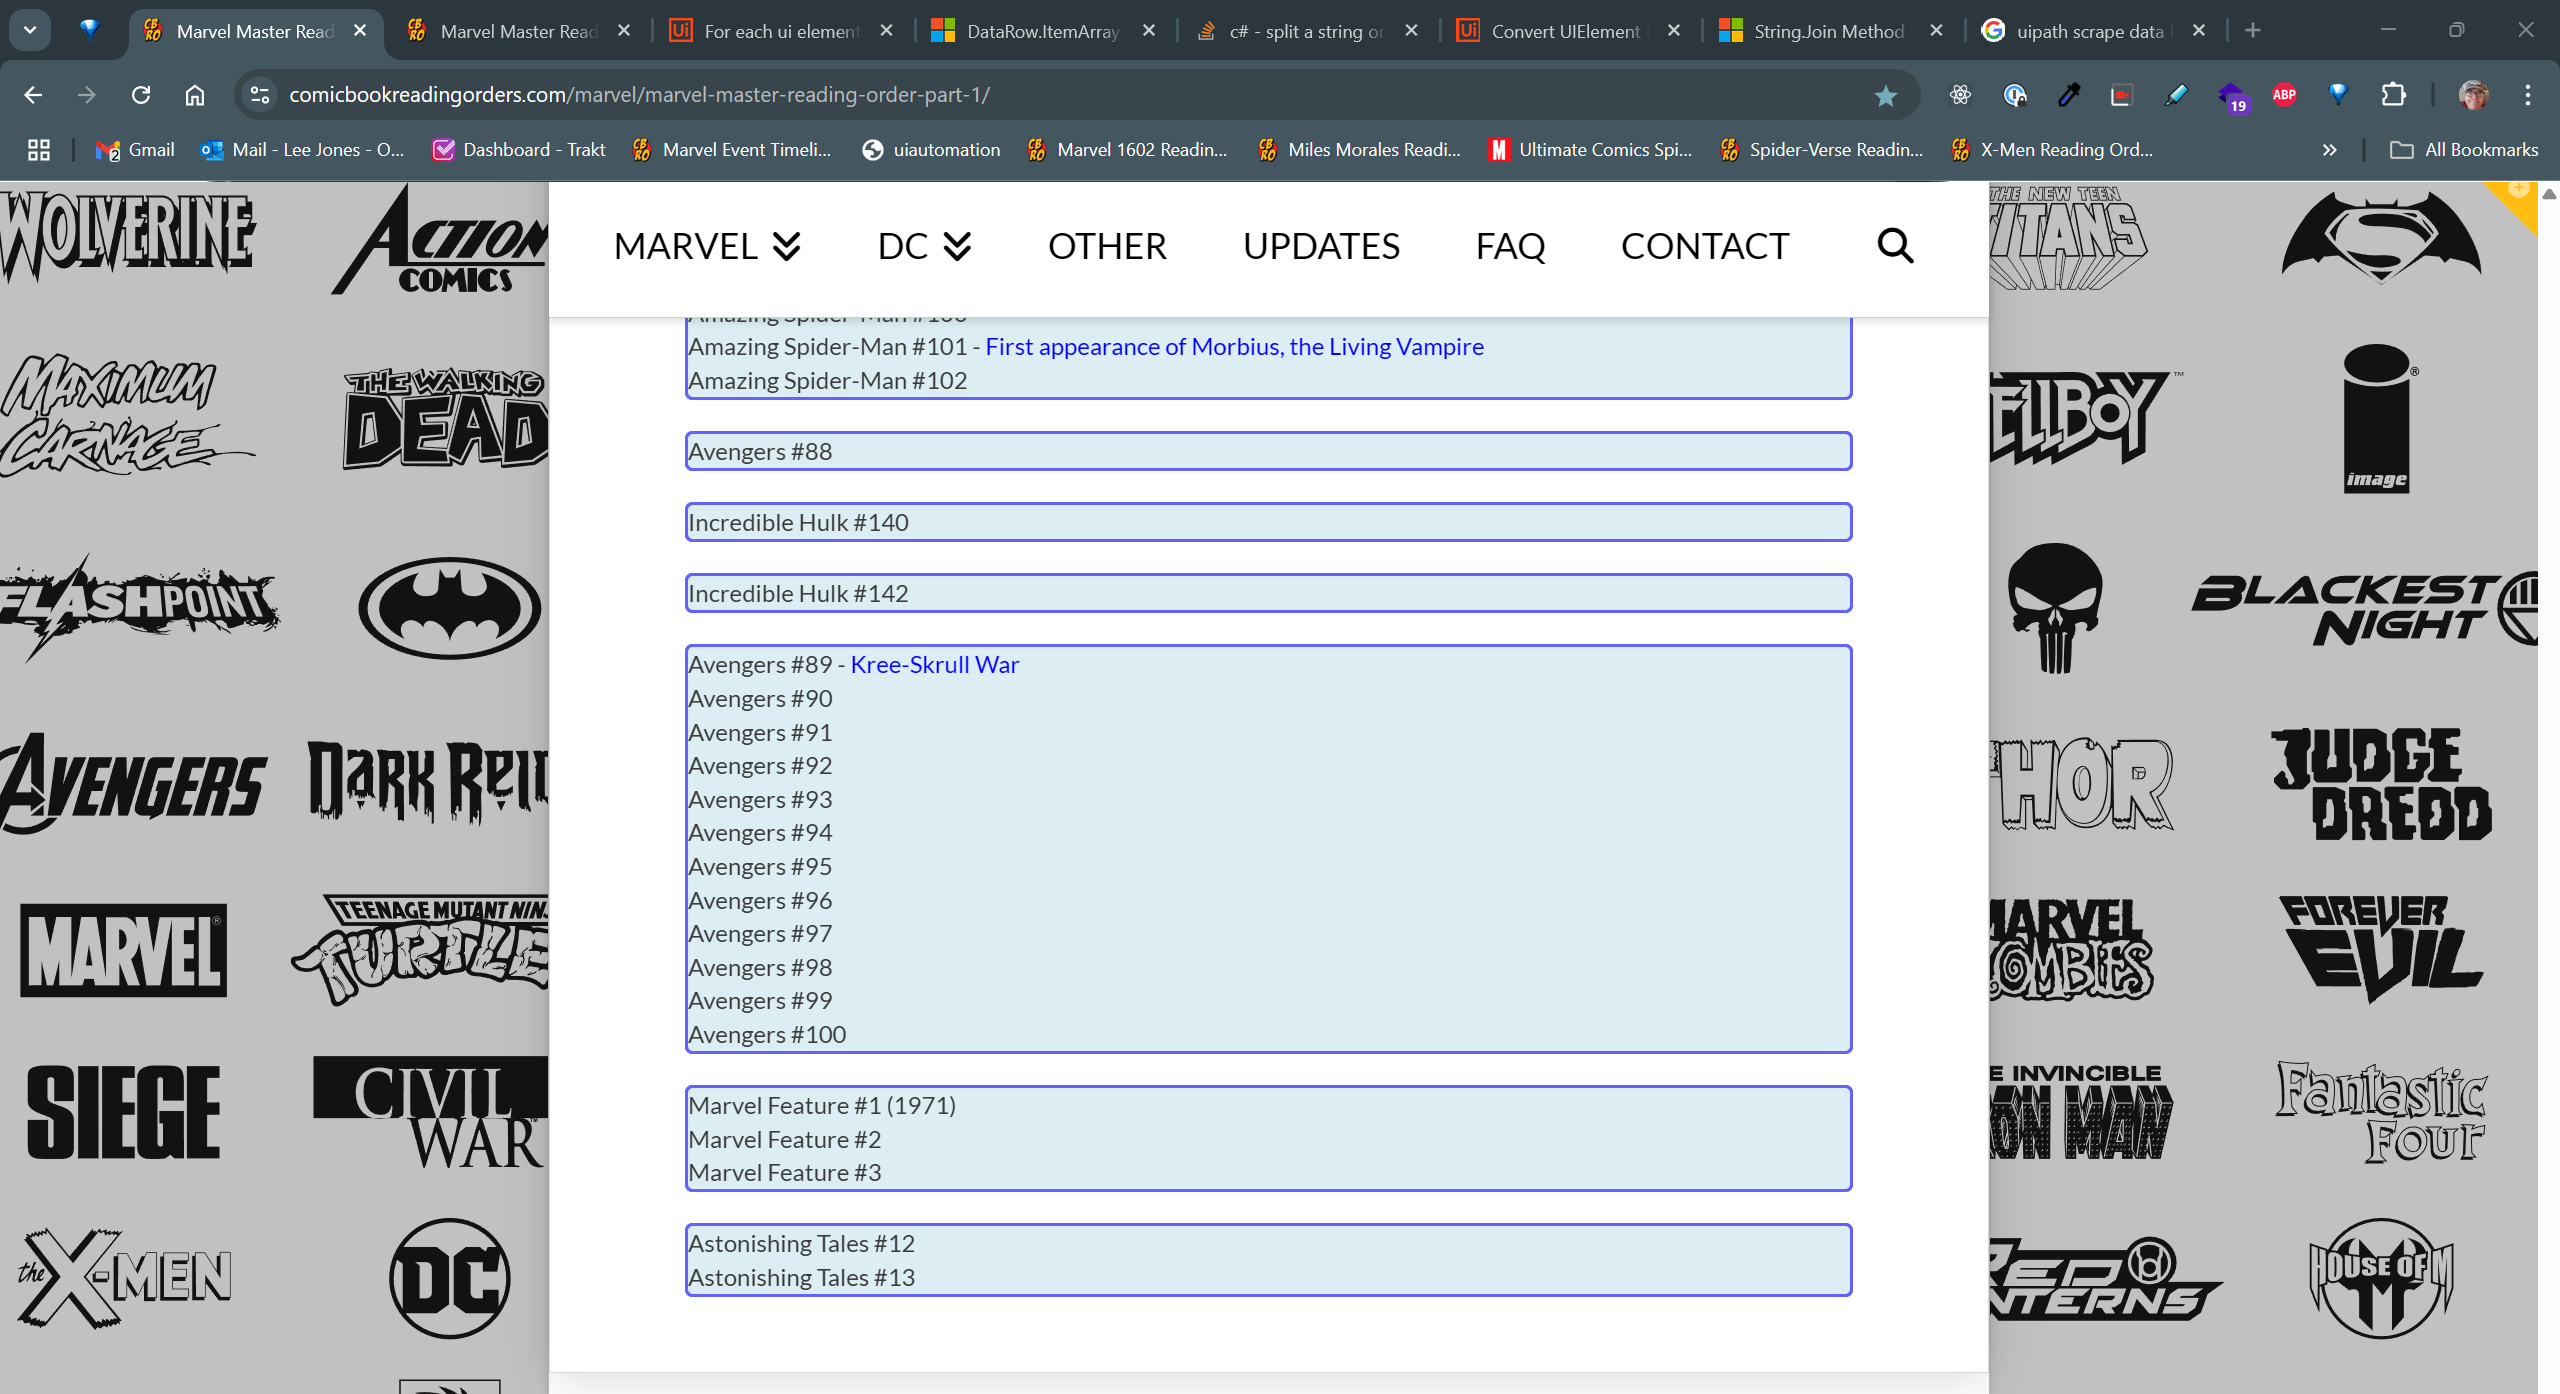 Marvel Master Read
Marvel Master Read
For each ui element
DataRow.ItemArray
c# - split a string or
Convert UIElement
String.Join Method
uipath scrape data
comicbookreadingorders.com/marvel/marvel-master-reading-order-part-1/
19
ABP
2
Gmail
Mail - Lee Jones - O...
Dashboard - Trakt
Marvel Event Timeli...
uiautomation
Marvel 1602 Readin...
Miles Morales Readi...
Ultimate Comics Spi...
Spider-Verse Readin...
X-Men Reading Ord...
All Bookmarks
MARVEL
DC
OTHER
UPDATES
FAQ
CONTACT
Amazing Spider-Man #100
Amazing Spider-Man #101 - First appearance of Morbius, the Living Vampire
Amazing Spider-Man #102
Avengers #88
Incredible Hulk #140
Incredible Hulk #142
Avengers #89 - Kree-Skrull War
Avengers #90
Avengers #91
Avengers #92
Avengers #93
Avengers #94
Avengers #95
Avengers #96
Avengers #97
Avengers #98
Avengers #99
Avengers #100
Marvel Feature #1 (1971)
Marvel Feature #2
Marvel Feature #3
Astonishing Tales #12
Astonishing Tales #13
WOLVERINE
ACTION
COMICS
MAXIMUM
CARNAGE
THE WALKING
DEAD
FLASHPOINT
AVENGERS
DARK REI
MARVEL
TEENAGE MUTANT NIN
TURTLE
SIEGE
CIVIL
WAR
the X-MEN
DC
THE NEW TEEN
TITANS
ELLBOY
image
BLACKEST
NIGHT
THOR
JUDGE
DREDD
MARVEL
ZOMBIES
FOREVER
EVIL
E INVINCIBLE
ON MAN
FANTASTIC
FOUR
RED
NTERNS
HOUSE OF M